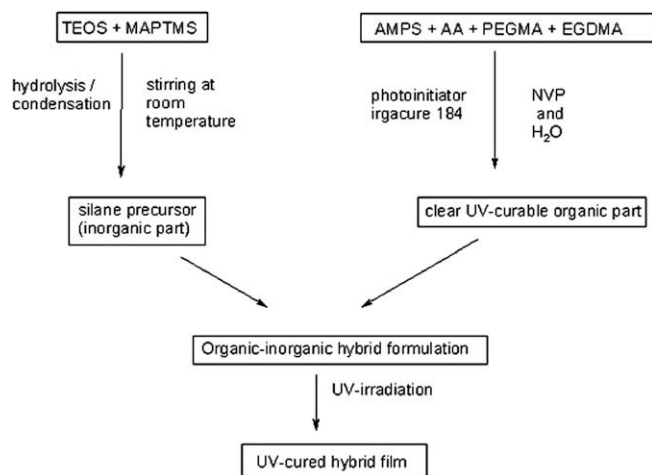 TEOS + MAPTMS
AMPS + AA + PEGMA + EGDMA
hydrolysis /
condensation
stirring at
room
temperature
photoinitiator
irgacure 184
NVP
and
H₂O
silane precursor
(inorganic part)
clear UV-curable organic part
Organic-inorganic hybrid formulation
UV-irradiation
UV-cured hybrid film